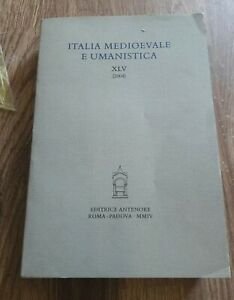 ITALIA MEDIOEVALE
E UMANISTICA
XLV
(2004)
EDITRICE ANTENORE
ROMA · PADOVA · MMIV